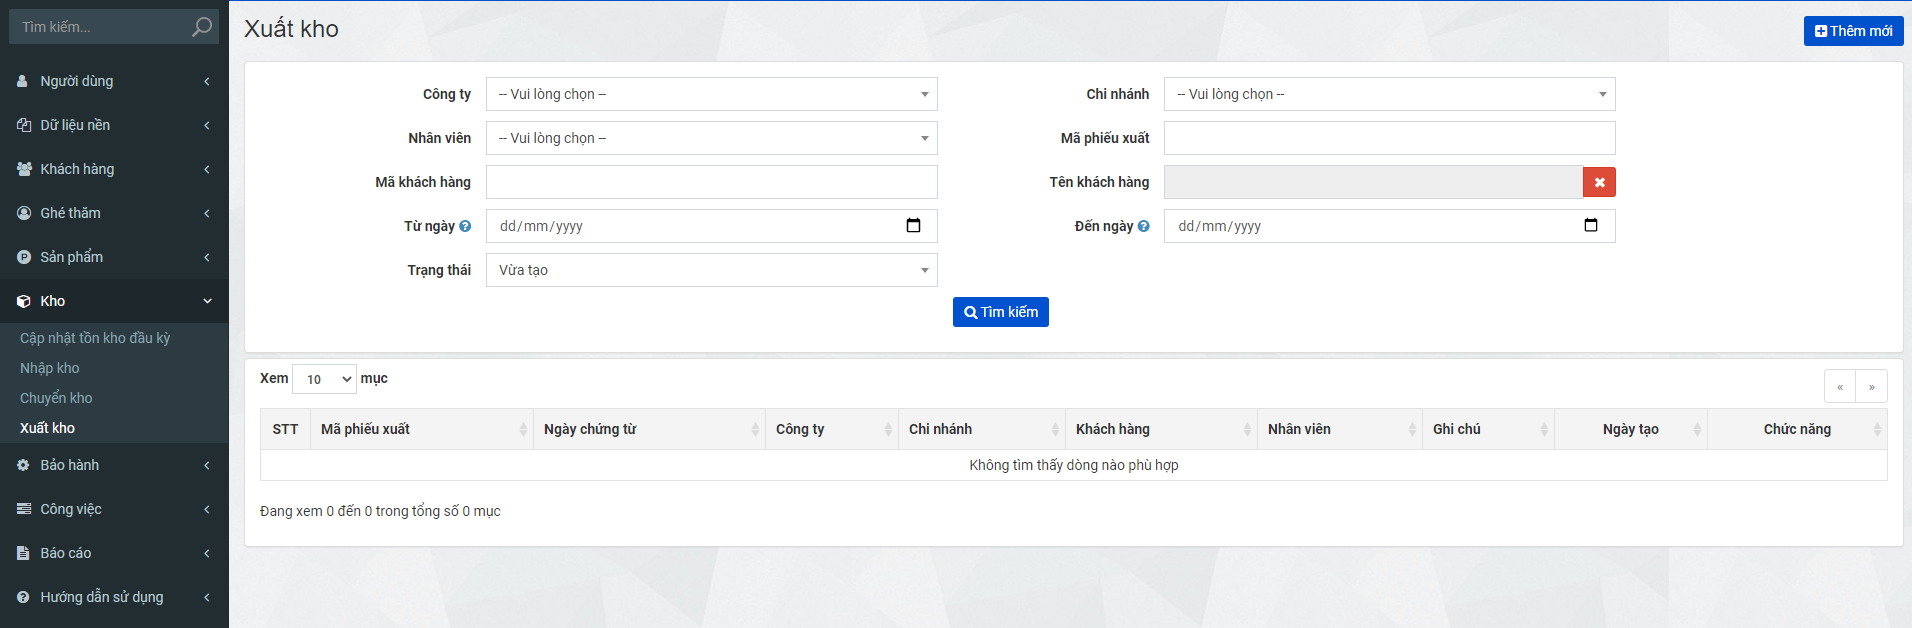 Tìm kiếm...
Người dùng
Dữ liệu nền
Khách hàng
Ghé thăm
Sản phẩm
Kho
Cập nhật tồn kho đầu kỳ
Nhập kho
Chuyển kho
Xuất kho
Bảo hành
Công việc
Báo cáo
Hướng dẫn sử dụng
Xuất kho
Thêm mới
Công ty -- Vui lòng chọn --
Chi nhánh -- Vui lòng chọn --
Nhân viên -- Vui lòng chọn --
Mã phiếu xuất
Mã khách hàng
Tên khách hàng
Từ ngày dd/mm/yyyy
Đến ngày dd/mm/yyyy
Trạng thái Vừa tạo
Tìm kiếm
Xem 10 mục
« »
STT Mã phiếu xuất Ngày chứng từ Công ty Chi nhánh Khách hàng Nhân viên Ghi chú Ngày tạo Chức năng
Không tìm thấy dòng nào phù hợp
Đang xem 0 đến 0 trong tổng số 0 mục